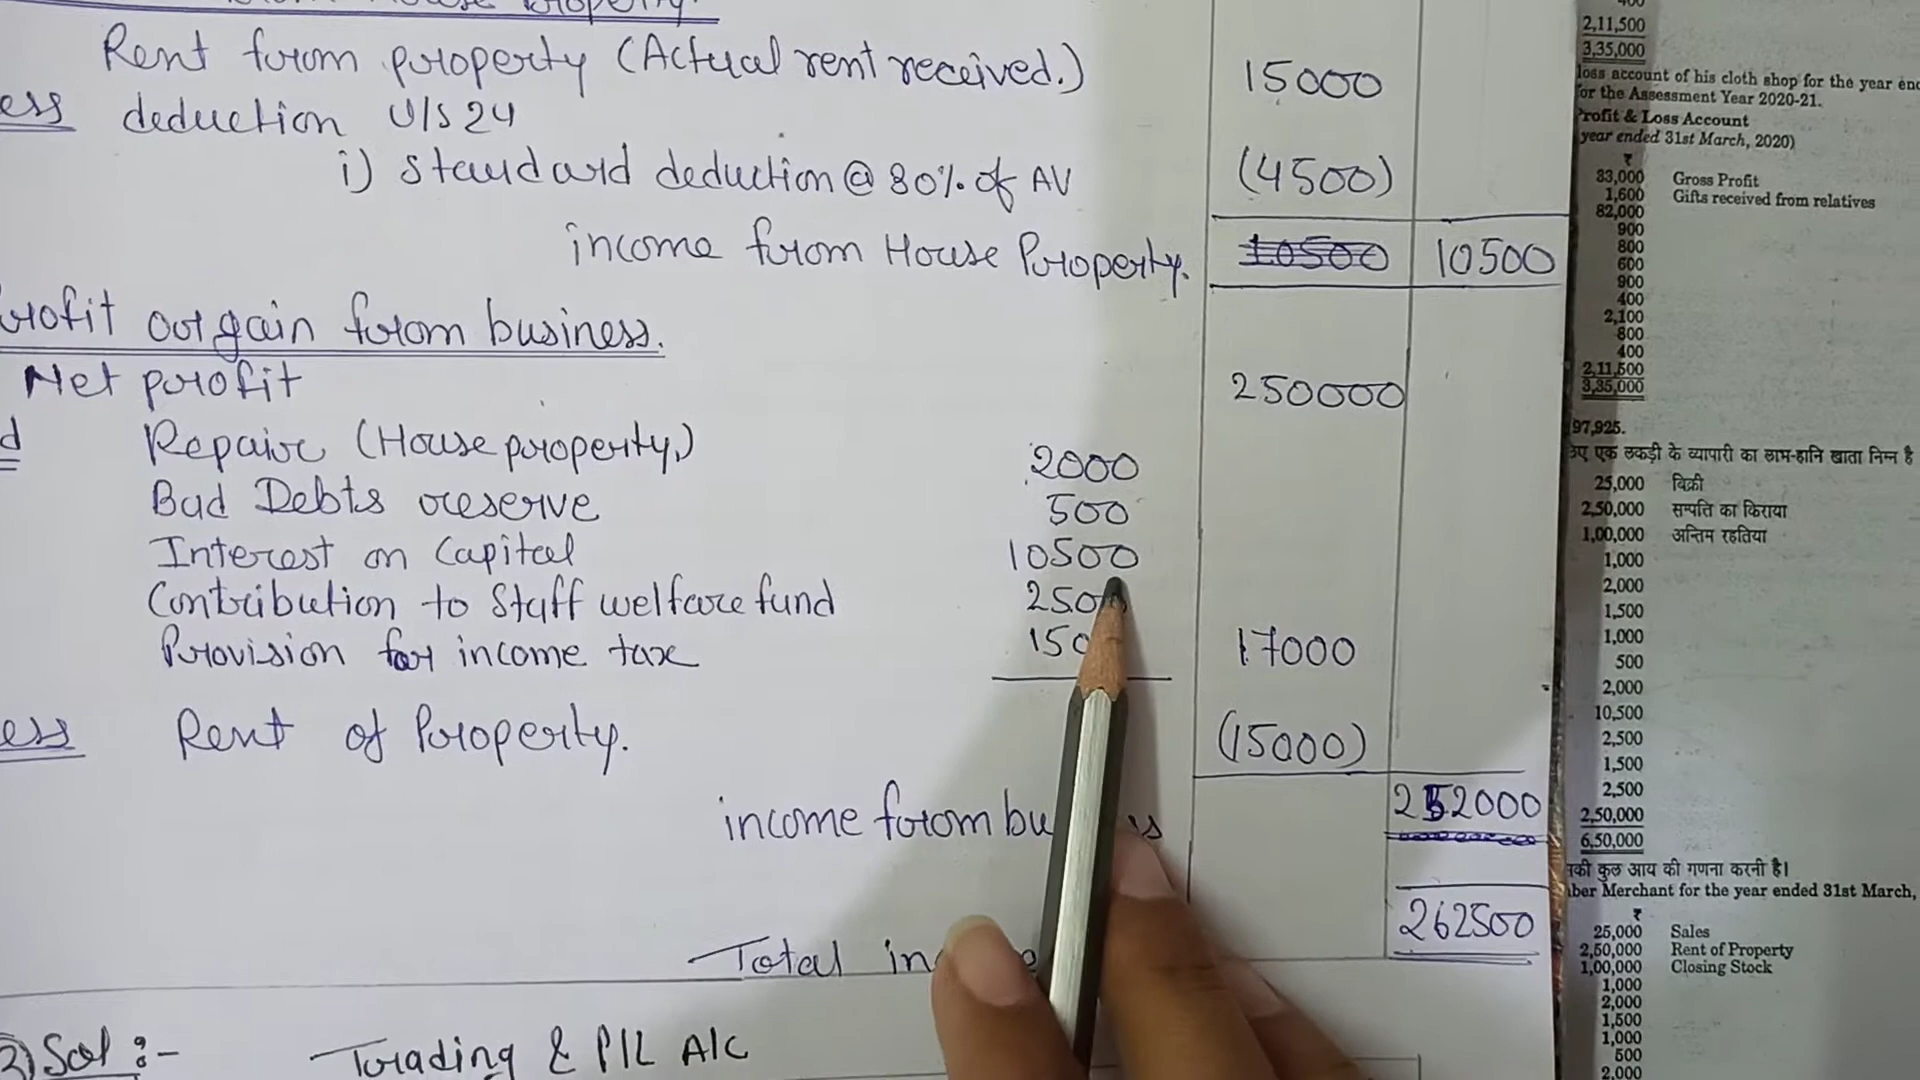 Rent from property (Actual rent received.) 15000
ess deduction U/S 24
i) Standard deduction @ 30% of AV (4500)
income from House Property. 10500 10500
rofit or gain from business.
Net profit 250000
d Repair (House property) 2000
Bad Debts reserve 500
Interest on Capital 10500
Contribution to Staff welfare fund 2500
Provision for income tax 17000
ess Rent of Property. (15000)
income from bu s 252000
Total in e 262500
Sol :- Trading & P/L A/C
2,11,500
3,35,000
loss account of his cloth shop for the year
or the Assessment Year 2020-21.
rofit & Loss Account
year ended 31st March, 2020)
₹
83,000 Gross Profit
1,600 Gifts received from relatives
82,000
900
800
600
900
400
2,100
800
400
2,11,500
3,35,000
97,925.
एक लकड़ी के व्यापारी का लाभ-हानि खाता निम्न है
25,000 बिक्री
2,50,000 सम्पत्ति का किराया
1,00,000 अन्तिम रहतिया
1,000
2,000
1,500
1,000
500
2,000
10,500
2,500
1,500
2,500
2,50,000
6,50,000
की कुल आय की गणना करनी है।
ber Merchant for the year ended 31st March,
₹
25,000 Sales
2,50,000 Rent of Property
1,00,000 Closing Stock
1,000
2,000
1,500
1,000
500
2,000